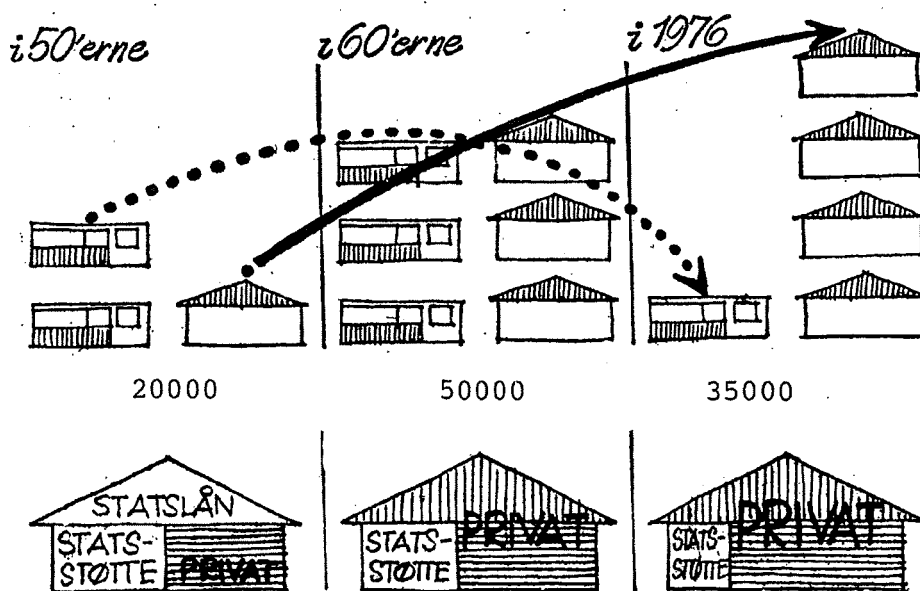 i 50'erne
i 60'erne
i 1976
20000
50000
35000
STATSLÅN
STATS-
STØTTE
PRIVAT
STATS-
STØTTE
PRIVAT
STATS-
STØTTE
PRIVAT